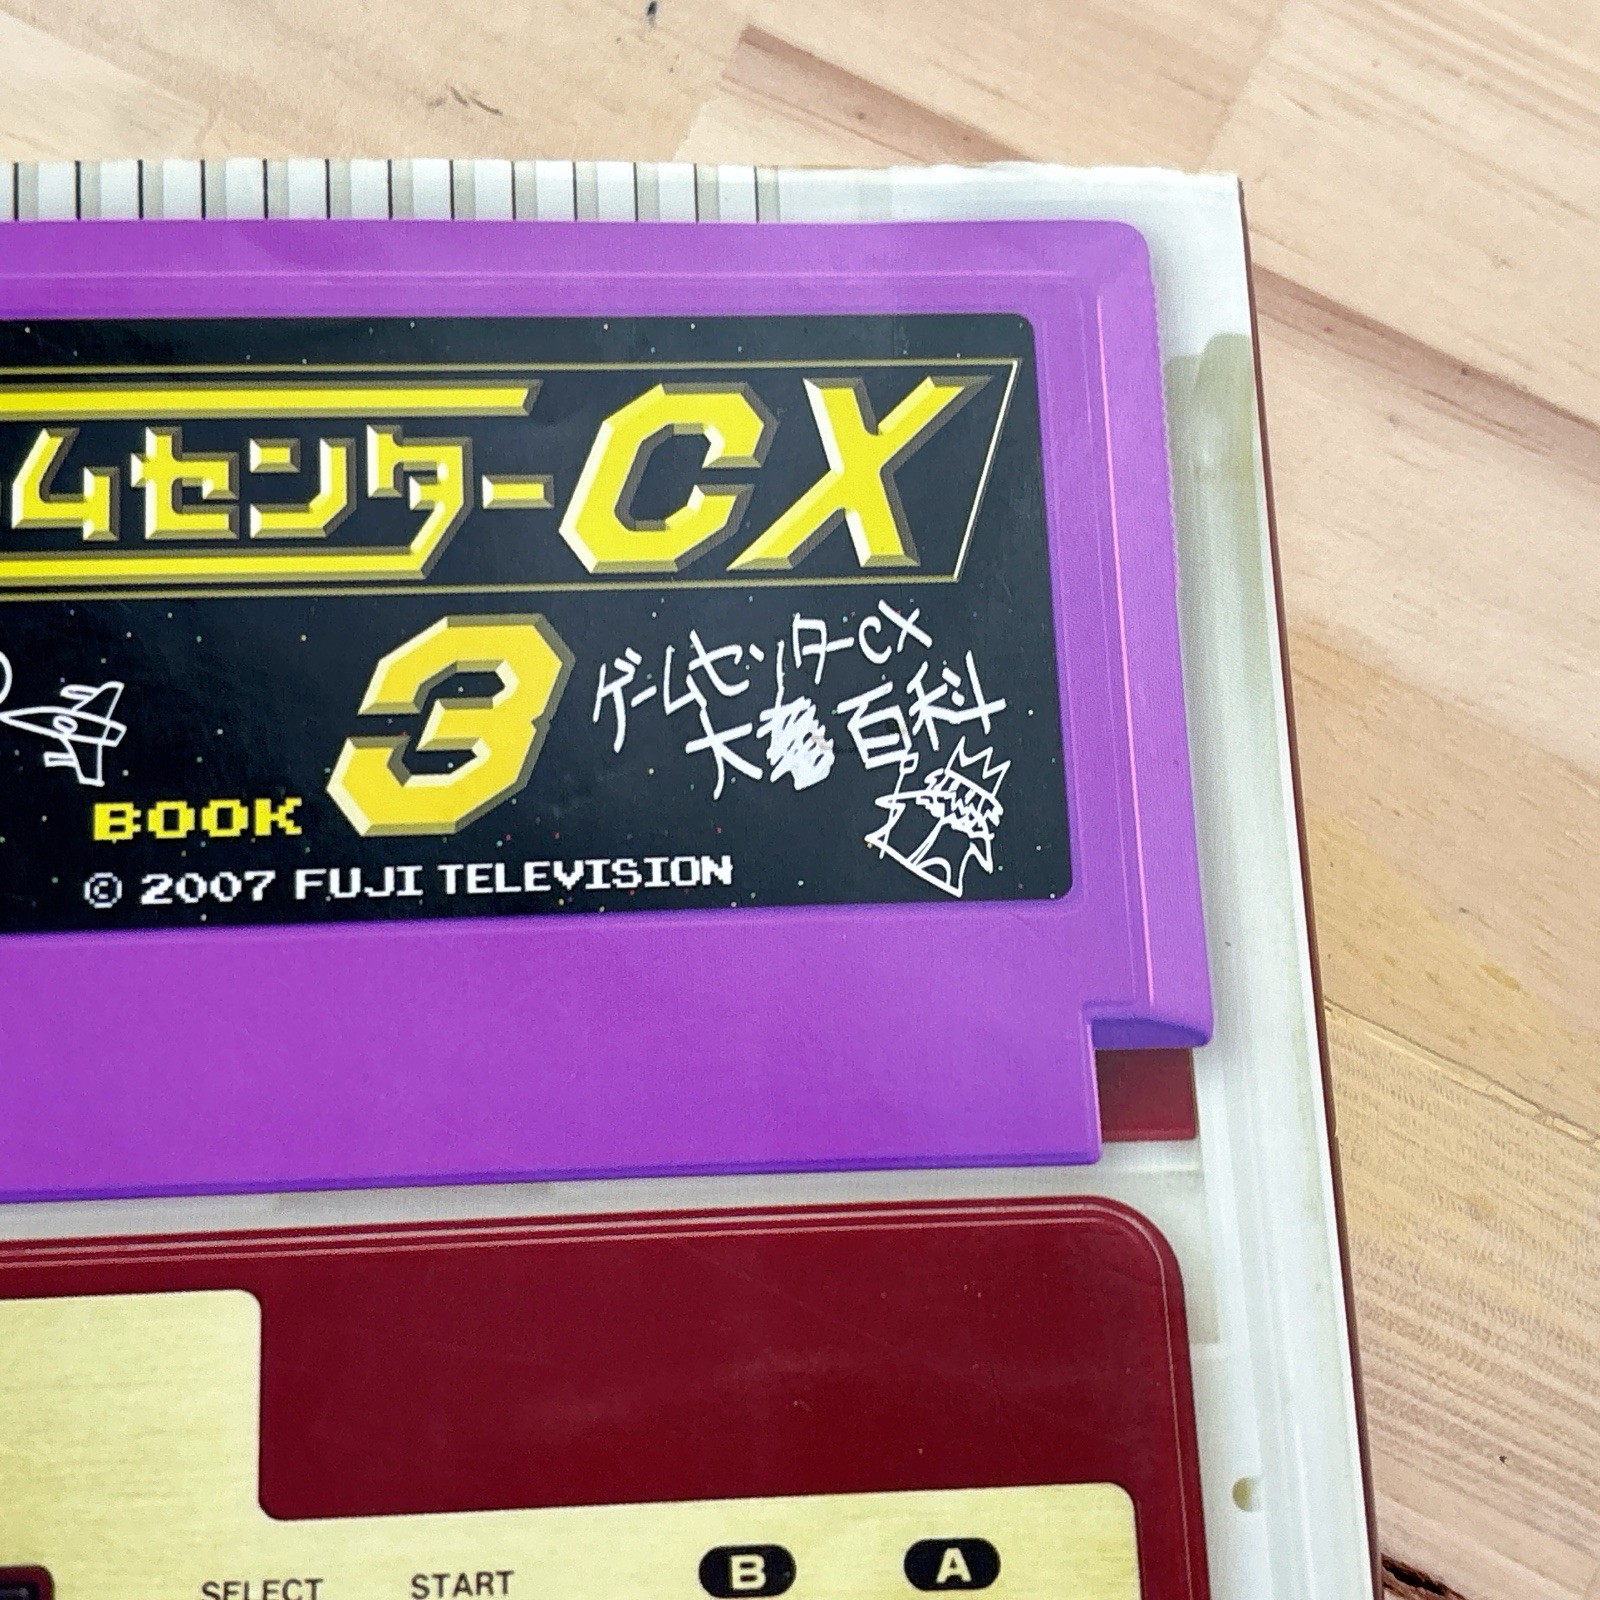 ームセンターCX
BOOK 3
ゲームセンターCX
大 百科
© 2007 FUJI TELEVISION
SELECT START B A